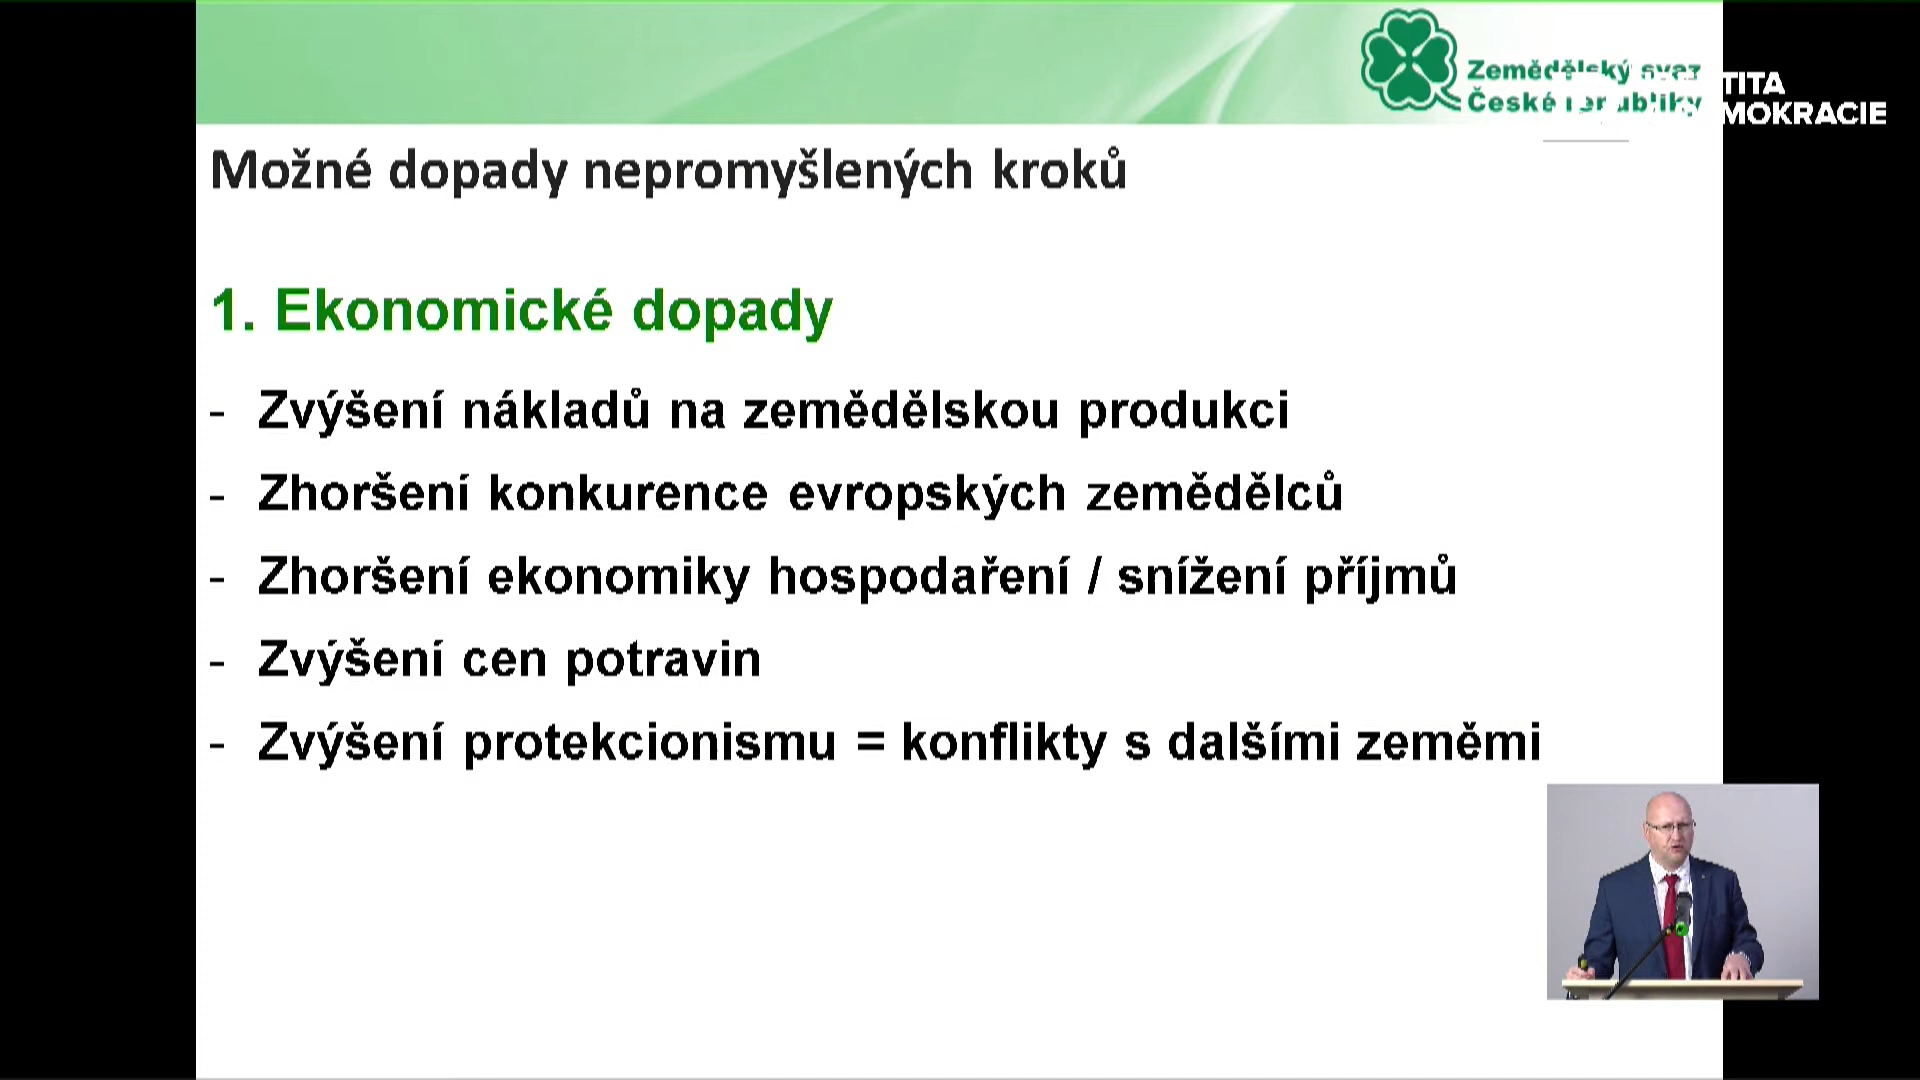 Zemědělský svaz
České republiky
TITA
MOKRACIE
Možné dopady nepromyšlených kroků
1. Ekonomické dopady
- Zvýšení nákladů na zemědělskou produkci
- Zhoršení konkurence evropských zemědělců
- Zhoršení ekonomiky hospodaření / snížení příjmů
- Zvýšení cen potravin
- Zvýšení protekcionismu = konflikty s dalšími zeměmi